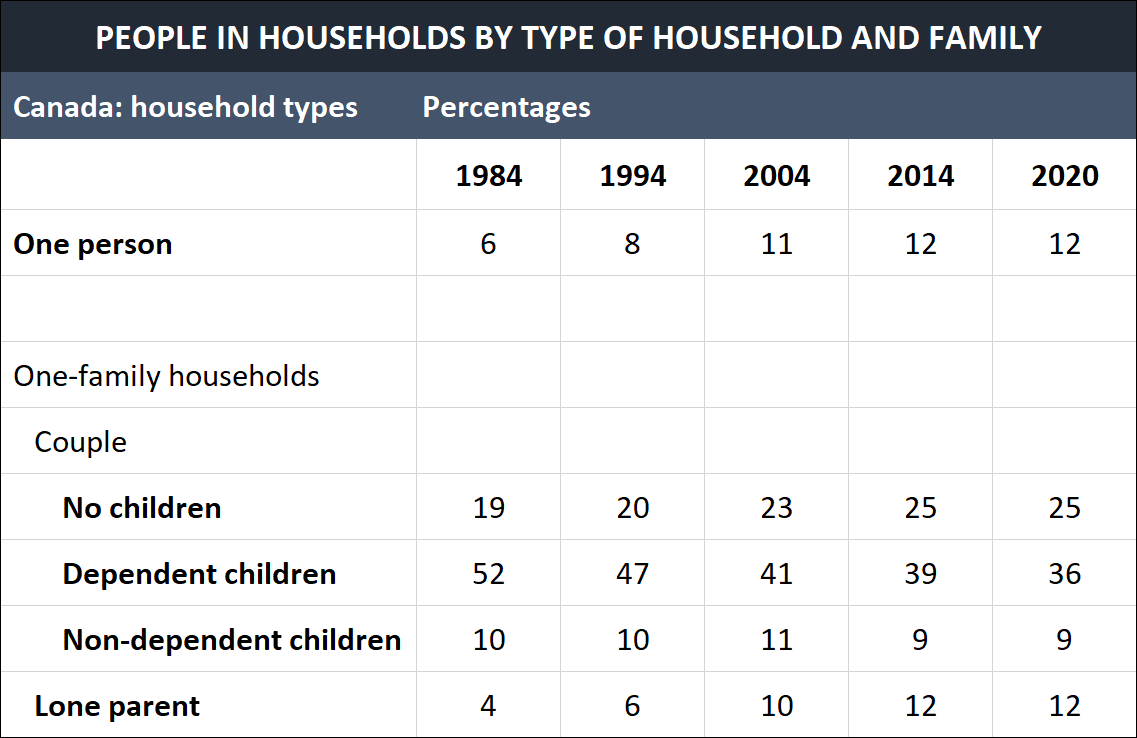 PEOPLE IN HOUSEHOLDS BY TYPE OF HOUSEHOLD AND FAMILY
Canada: household types Percentages
1984 1994 2004 2014 2020
One person 6 8 11 12 12
One-family households
Couple
No children 19 20 23 25 25
Dependent children 52 47 41 39 36
Non-dependent children 10 10 11 9 9
Lone parent 4 6 10 12 12